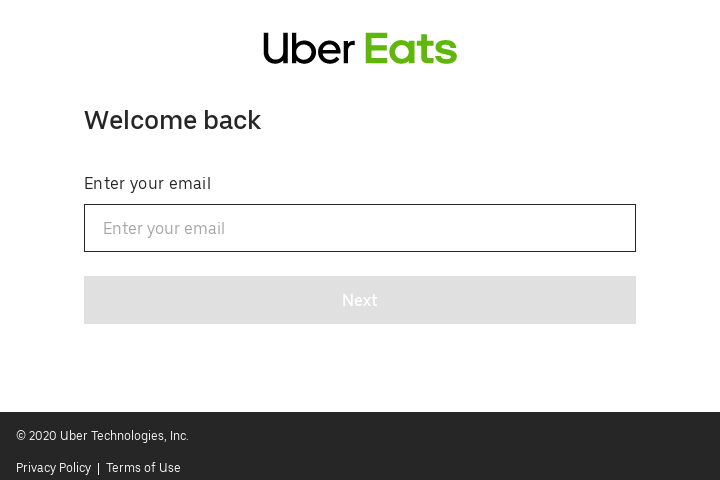 Uber Eats
Welcome back
Enter your email
Enter your email
Next
© 2020 Uber Technologies, Inc.
Privacy Policy | Terms of Use